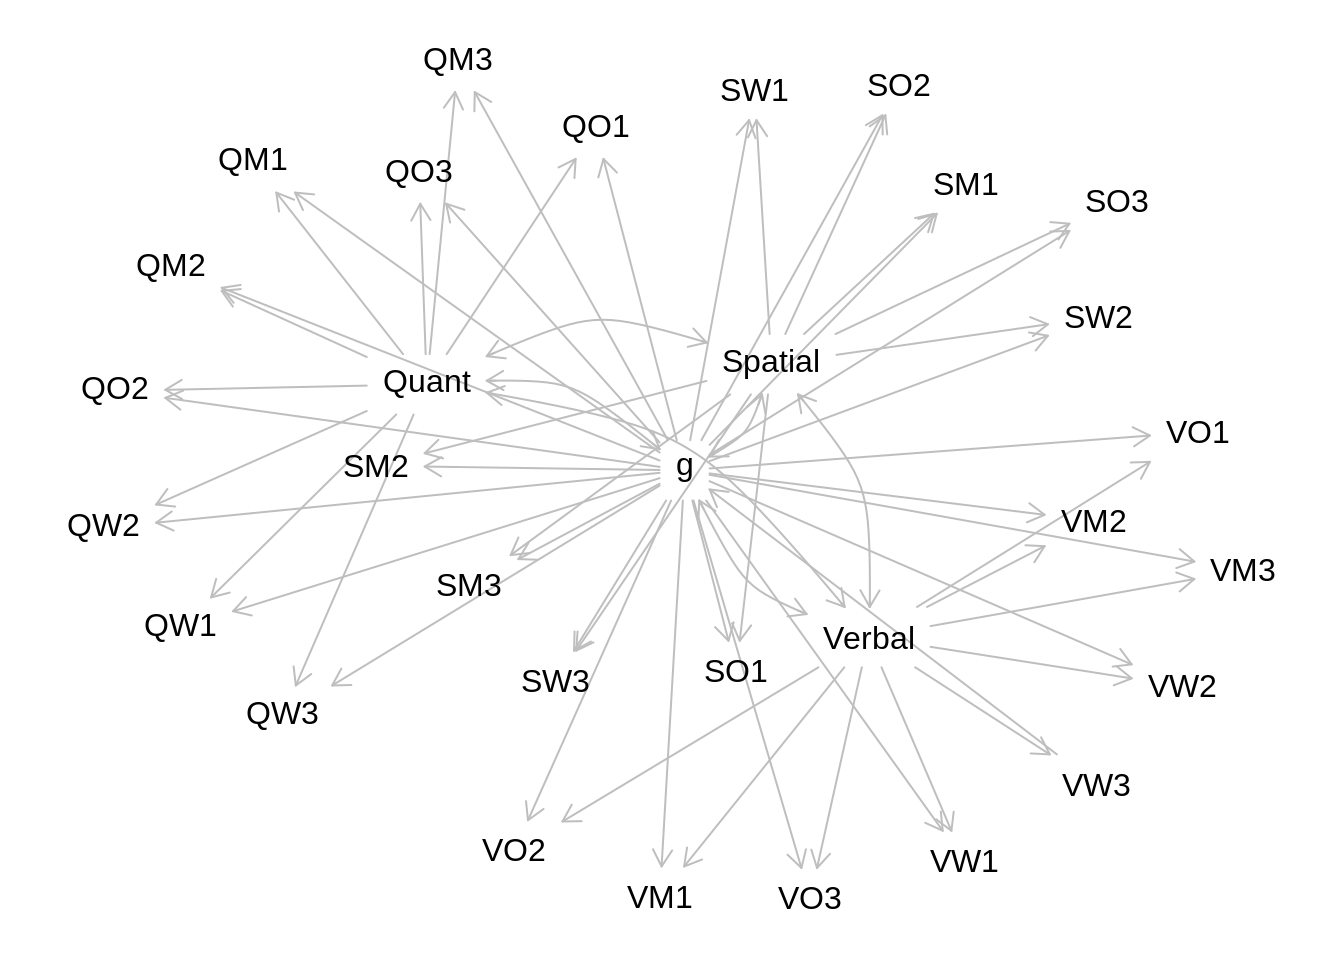 QM3
SW1
SO2
QO1
QM1
QO3
SM1
SO3
QM2
SW2
Spatial
Quant
QO2
VO1
SM2
g
QW2
VM2
VM3
SM3
QW1
Verbal
SO1
SW3
VW2
QW3
VW3
VO2
VW1
VM1
VO3